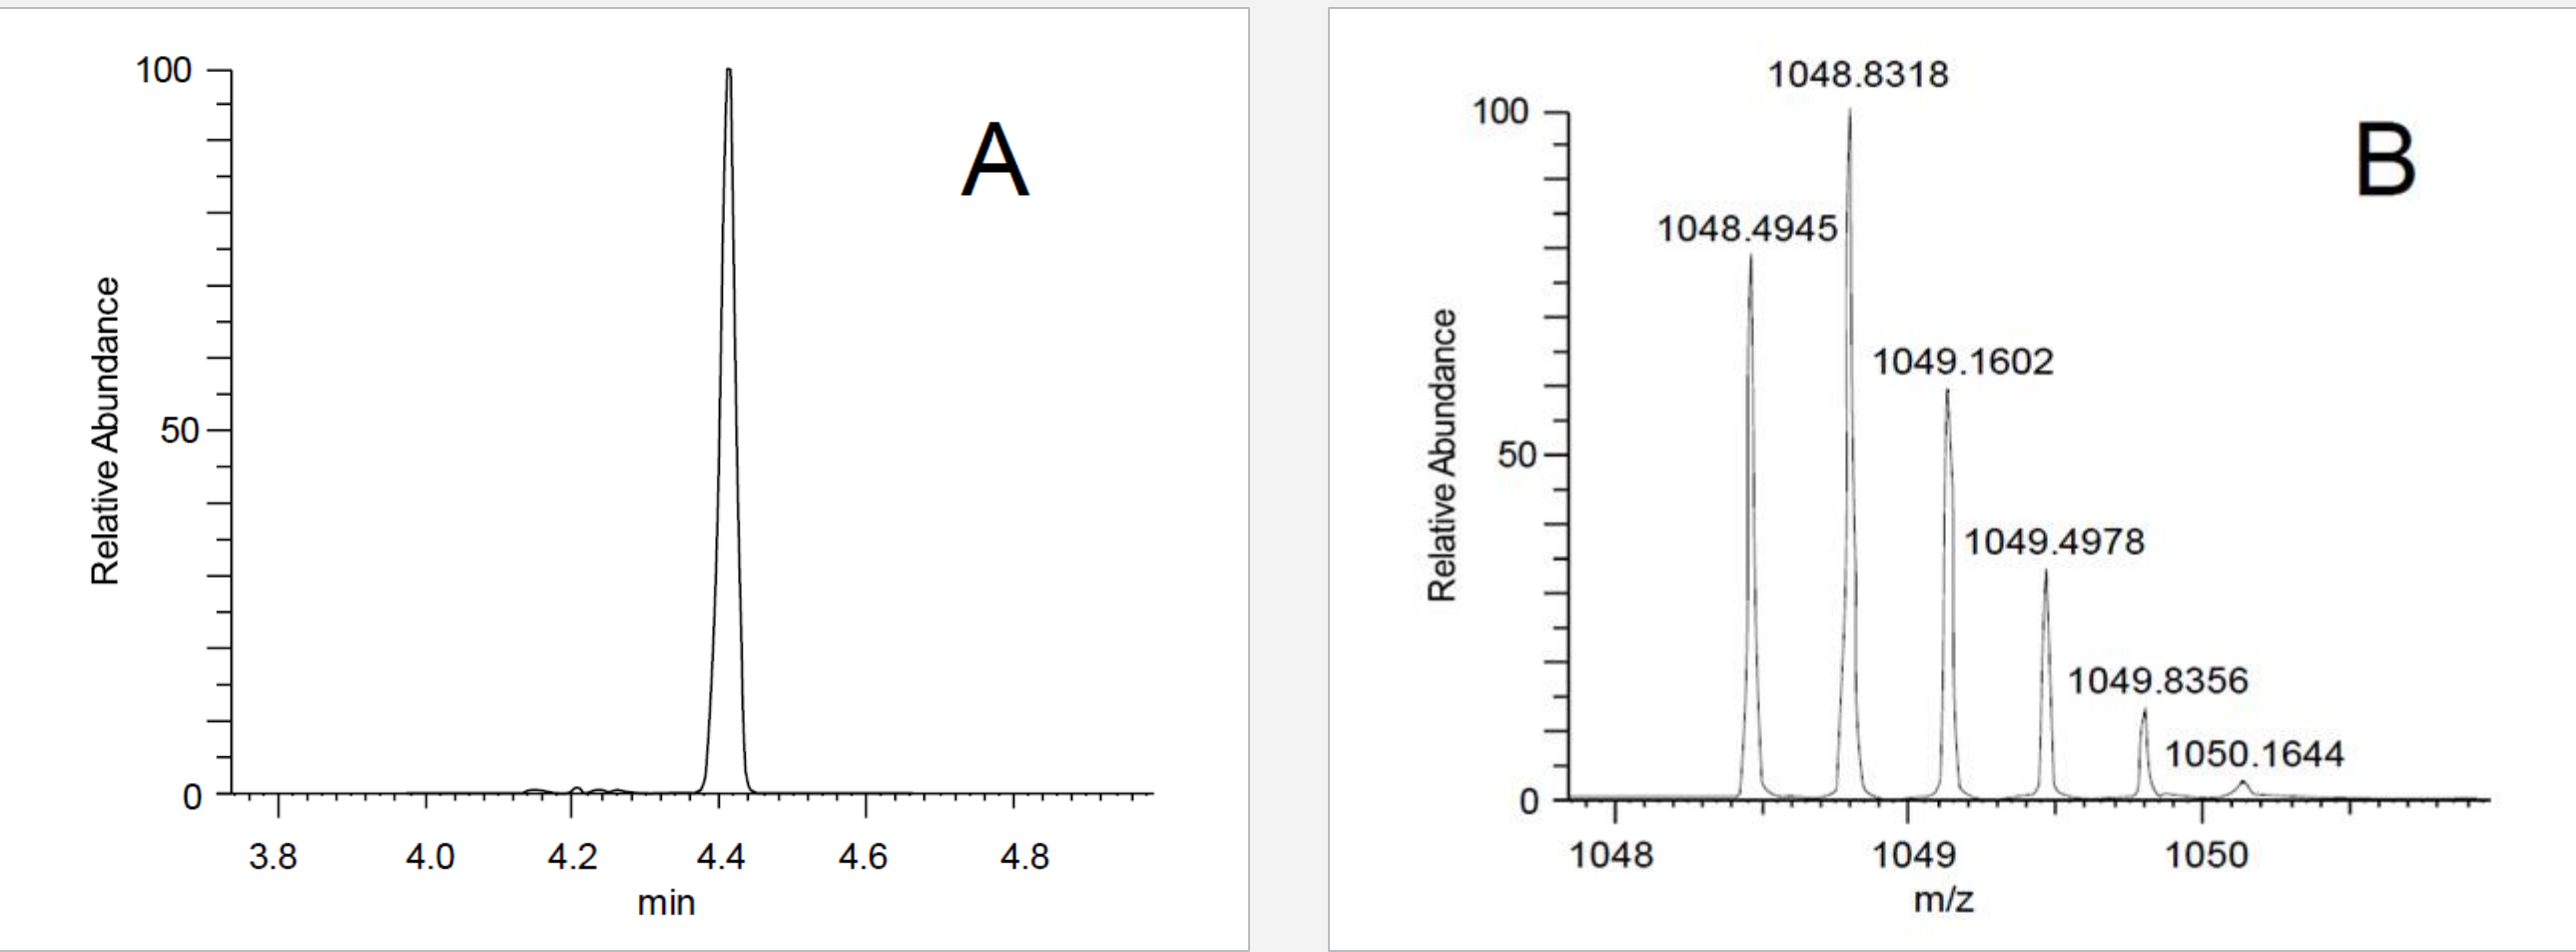 100
50
0
Relative Abundance
A
3.8 4.0 4.2 4.4 4.6 4.8
min
1048.8318
100
B
1048.4945
1049.1602
50
Relative Abundance
1049.4978
1049.8356
1050.1644
0
1048 1049 1050
m/z